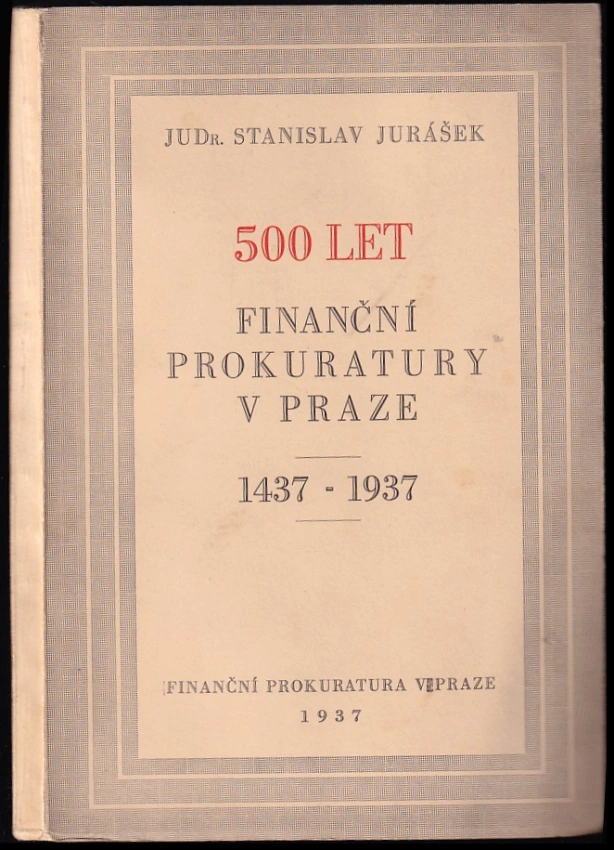 JUDr. STANISLAV JURÁŠEK
500 LET
FINANČNÍ
PROKURATURY
V PRAZE
1437 - 1937
FINANČNÍ PROKURATURA V PRAZE
1937